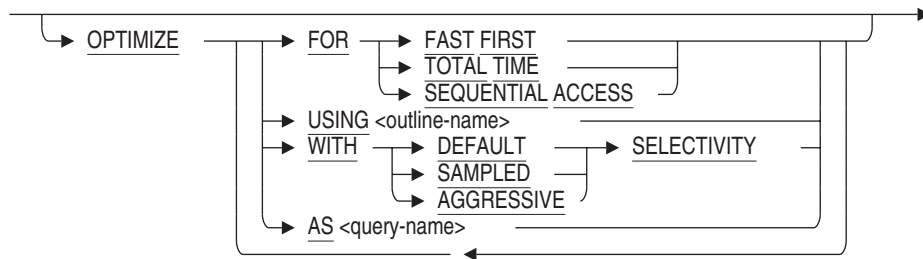 OPTIMIZE FOR FAST FIRST
TOTAL TIME
SEQUENTIAL ACCESS
USING <outline-name>
WITH DEFAULT SELECTIVITY
SAMPLED
AGGRESSIVE
AS <query-name>